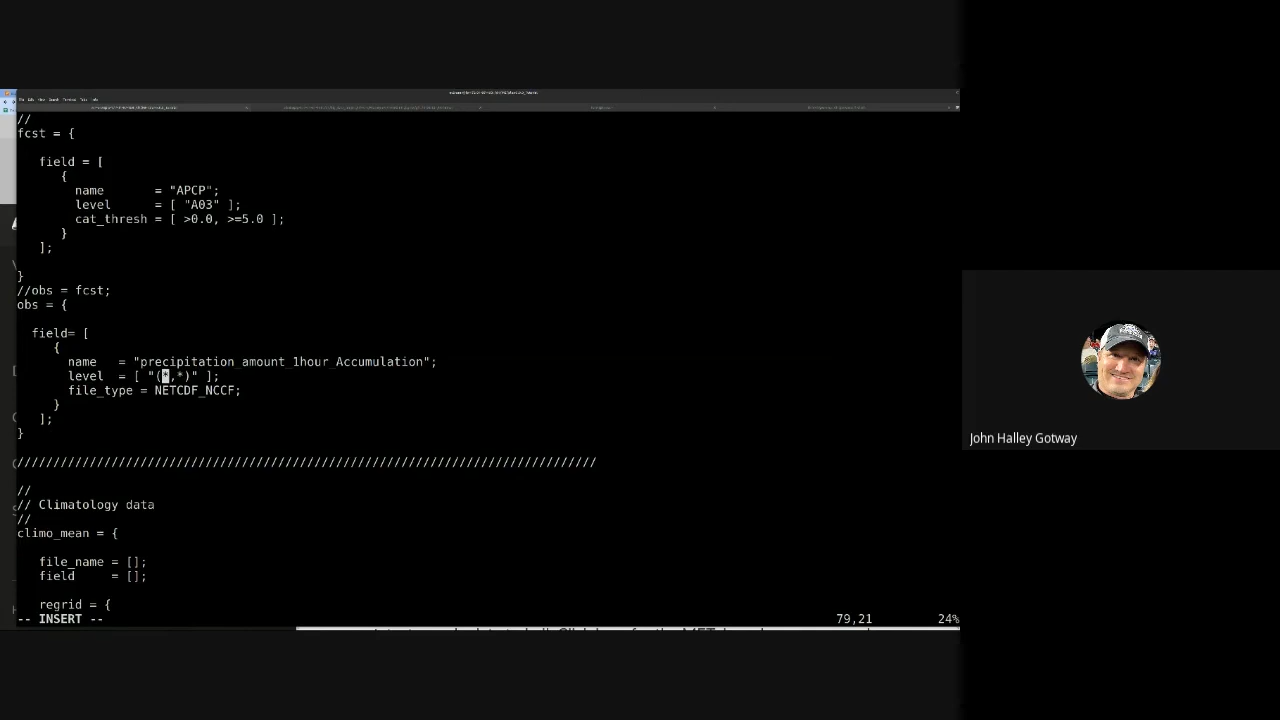 //
fcst = {
field = [
{
name = "APCP";
level = [ "A03" ];
cat_thresh = [ >0.0, >=5.0 ];
}
];
}
//obs = fcst;
obs = {
field= [
{
name = "precipitation_amount_1hour_Accumulation";
level = [ "(*,*)" ];
file_type = NETCDF_NCCF;
}
];
}
////////////////////////////////////////////////////////////////////////////////
//
// Climatology data
//
climo_mean = {
file_name = [];
field = [];
regrid = {
-- INSERT -- 79,21 24%
John Halley Gotway